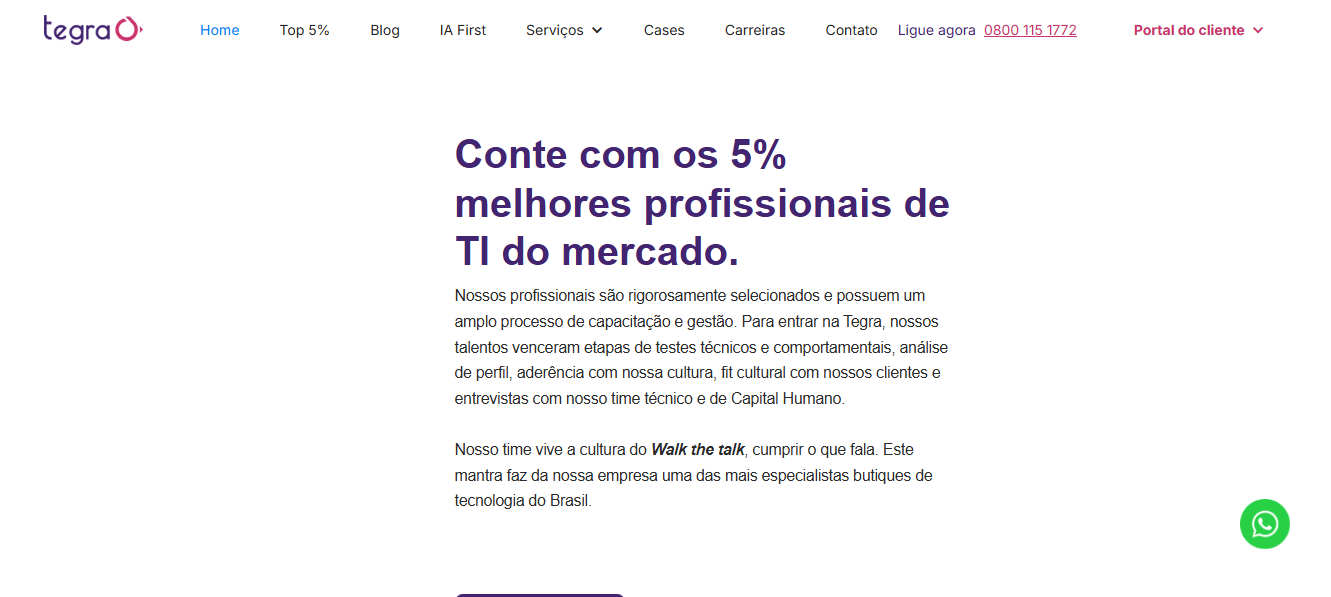 tegra
Home Top 5% Blog IA First Serviços Cases Carreiras Contato Ligue agora 0800 115 1772 Portal do cliente
Conte com os 5%
melhores profissionais de
TI do mercado.
Nossos profissionais são rigorosamente selecionados e possuem um
amplo processo de capacitação e gestão. Para entrar na Tegra, nossos
talentos venceram etapas de testes técnicos e comportamentais, análise
de perfil, aderência com nossa cultura, fit cultural com nossos clientes e
entrevistas com nosso time técnico e de Capital Humano.
Nosso time vive a cultura do Walk the talk, cumprir o que fala. Este
mantra faz da nossa empresa uma das mais especialistas butiques de
tecnologia do Brasil.